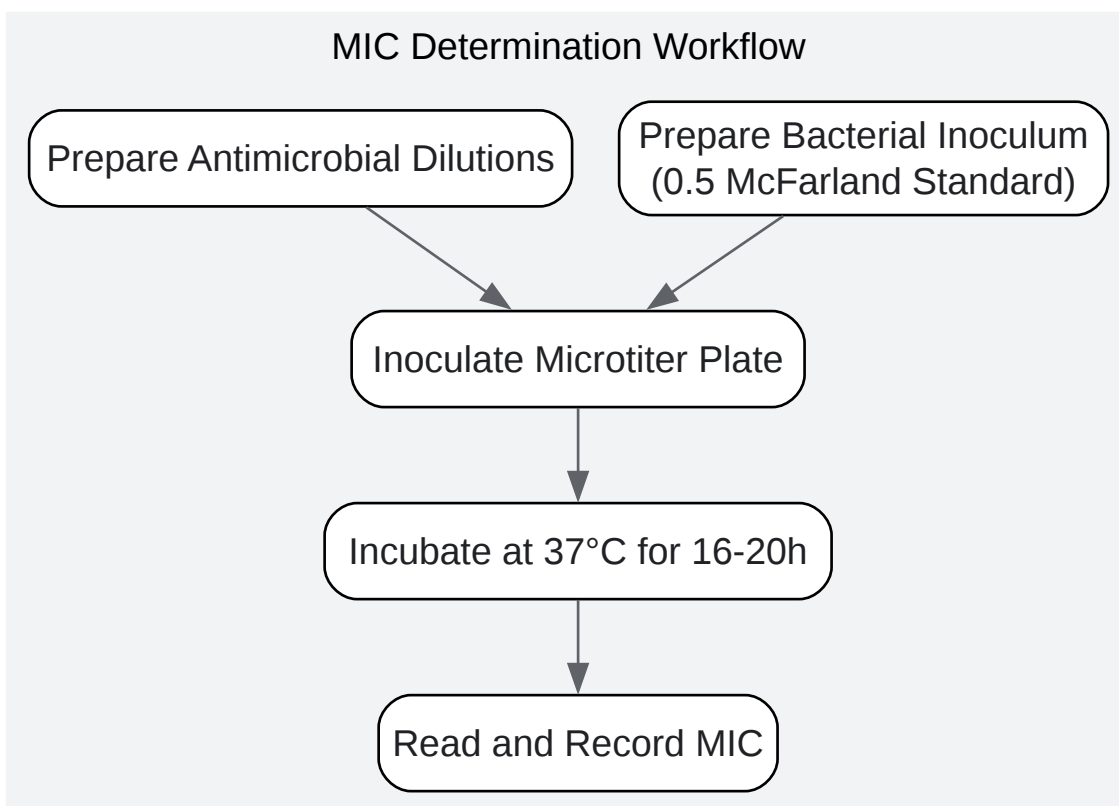 MIC Determination Workflow
Prepare Antimicrobial Dilutions
Prepare Bacterial Inoculum
(0.5 McFarland Standard)
Inoculate Microtiter Plate
Incubate at 37°C for 16-20h
Read and Record MIC